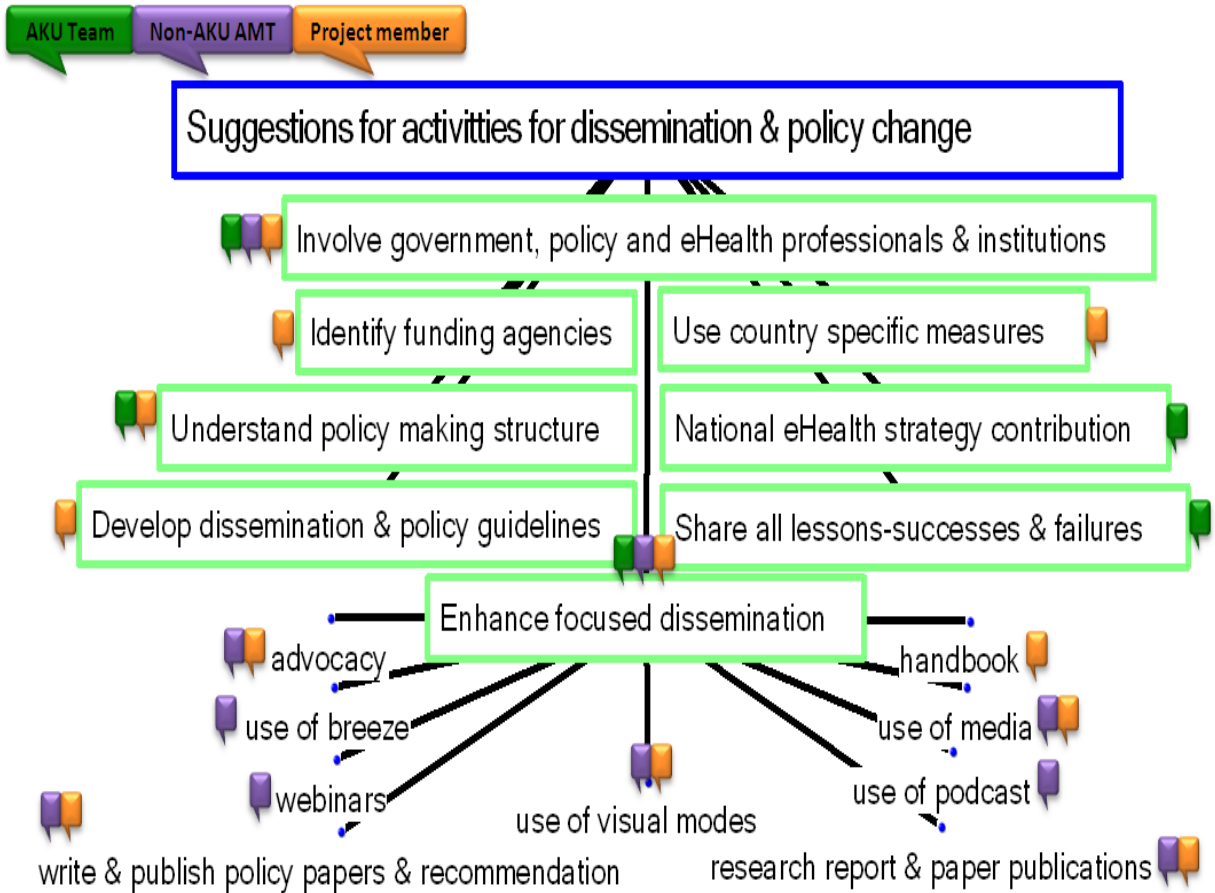 AKU Team Non-AKU AMT Project member
Suggestions for activitties for dissemination & policy change
Involve government, policy and eHealth professionals & institutions
Identify funding agencies
Use country specific measures
Understand policy making structure
National eHealth strategy contribution
Develop dissemination & policy guidelines
Share all lessons-successes & failures
Enhance focused dissemination
advocacy
handbook
use of breeze
use of media
webinars
use of podcast
use of visual modes
write & publish policy papers & recommendation
research report & paper publications